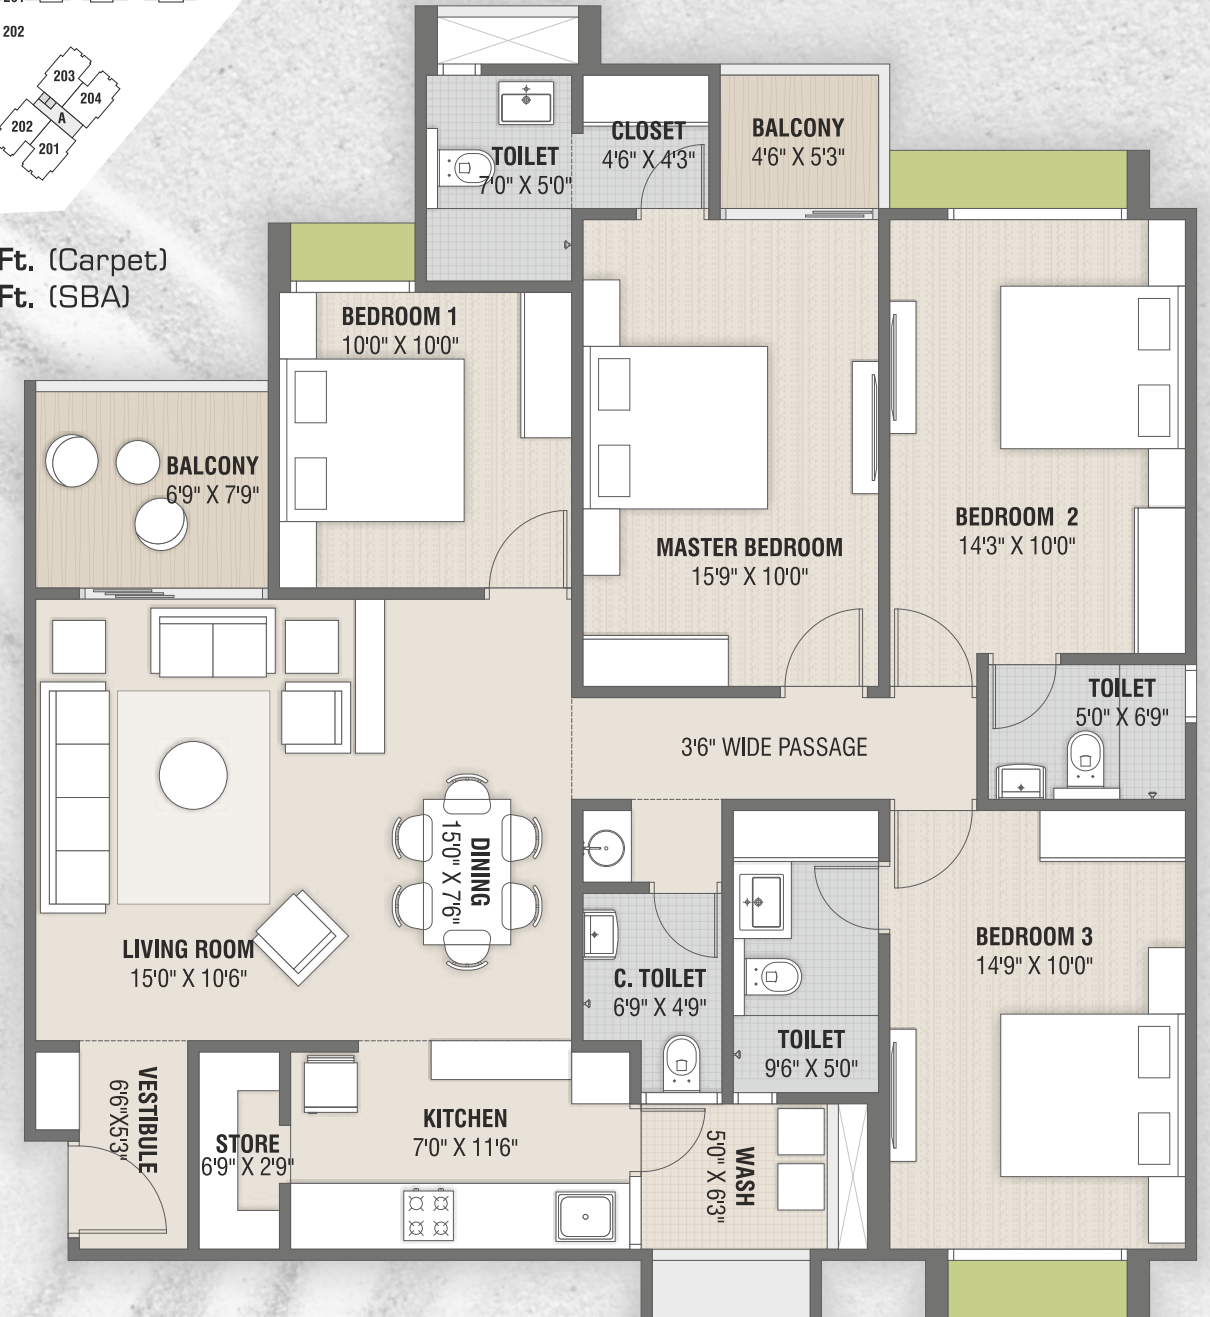 202
203
204
A
202
201
Ft. (Carpet)
Ft. (SBA)
TOILET
7'0" X 5'0"
CLOSET
4'6" X 4'3"
BALCONY
4'6" X 5'3"
BEDROOM 1
10'0" X 10'0"
BALCONY
6'9" X 7'9"
MASTER BEDROOM
15'9" X 10'0"
BEDROOM 2
14'3" X 10'0"
TOILET
5'0" X 6'9"
3'6" WIDE PASSAGE
DINING
15'0" X 7'6"
LIVING ROOM
15'0" X 10'6"
C. TOILET
6'9" X 4'9"
TOILET
9'6" X 5'0"
BEDROOM 3
14'9" X 10'0"
VESTIBULE
6'6"X5'3"
STORE
6'9" X 2'9"
KITCHEN
7'0" X 11'6"
WASH
5'0" X 6'3"